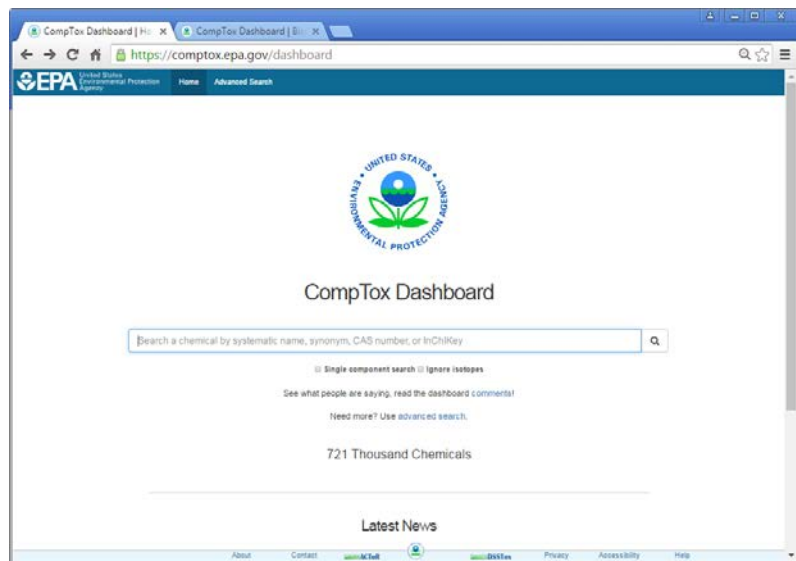 CompTox Dashboard | Ho
CompTox Dashboard | Bis
https://comptox.epa.gov/dashboard
EPA United States
Environmental Protection
Agency
Home Advanced Search
UNITED STATES
ENVIRONMENTAL PROTECTION AGENCY
CompTox Dashboard
Search a chemical by systematic name, synonym, CAS number, or InChIKey
Single component search Ignore isotopes
See what people are saying, read the dashboard comments!
Need more? Use advanced search.
721 Thousand Chemicals
Latest News
About Contact ACToR DSSTox Privacy Accessibility Help